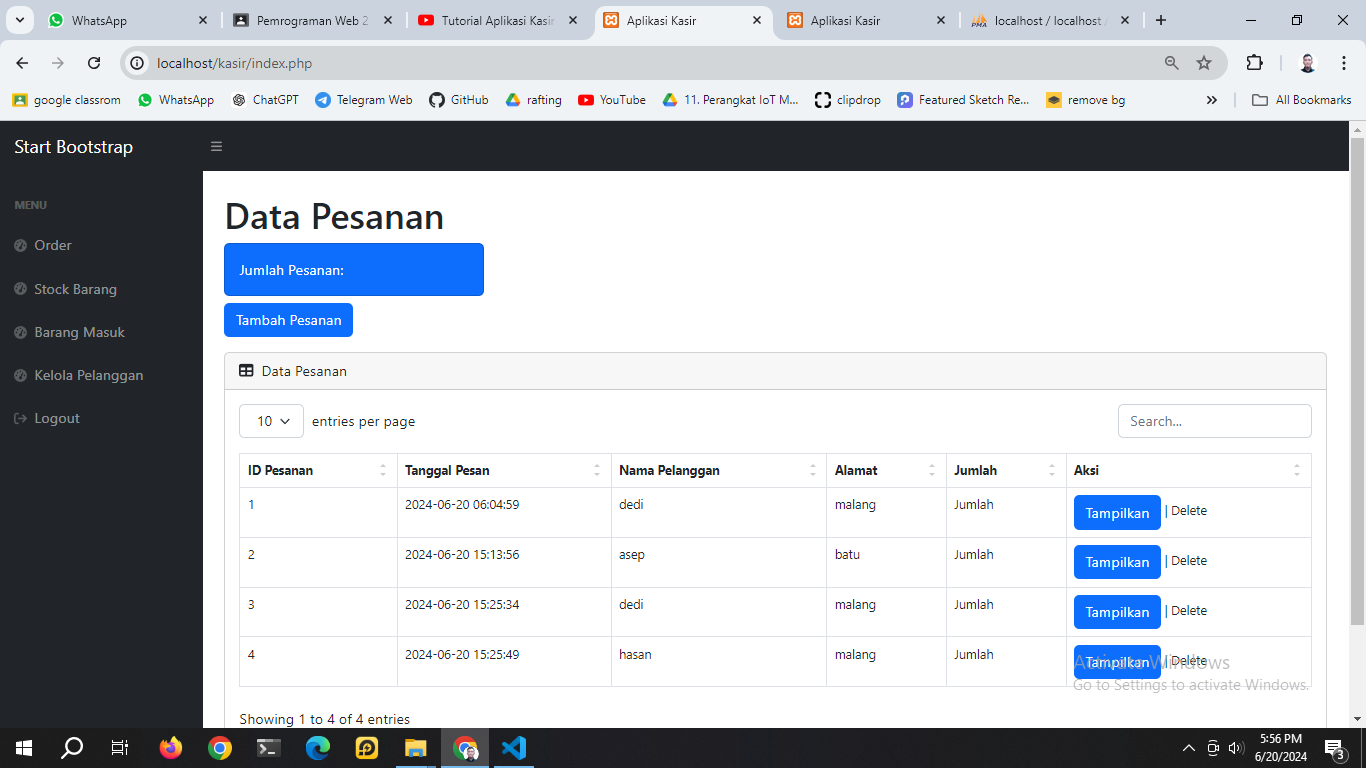 WhatsApp
Pemrograman Web 2
Tutorial Aplikasi Kasir
Aplikasi Kasir
Aplikasi Kasir
localhost / localhost /
localhost/kasir/index.php
google classrom
WhatsApp
ChatGPT
Telegram Web
GitHub
rafting
YouTube
11. Perangkat IoT M...
clipdrop
Featured Sketch Re...
remove bg
All Bookmarks
Start Bootstrap
MENU
Order
Stock Barang
Barang Masuk
Kelola Pelanggan
Logout
Data Pesanan
Jumlah Pesanan:
Tambah Pesanan
Data Pesanan
10 entries per page
Search...
ID Pesanan Tanggal Pesan Nama Pelanggan Alamat Jumlah Aksi
1 2024-06-20 06:04:59 dedi malang Jumlah Tampilkan | Delete
2 2024-06-20 15:13:56 asep batu Jumlah Tampilkan | Delete
3 2024-06-20 15:25:34 dedi malang Jumlah Tampilkan | Delete
4 2024-06-20 15:25:49 hasan malang Jumlah Tampilkan | Delete
Activate Windows
Go to Settings to activate Windows.
Showing 1 to 4 of 4 entries
5:56 PM
6/20/2024
3